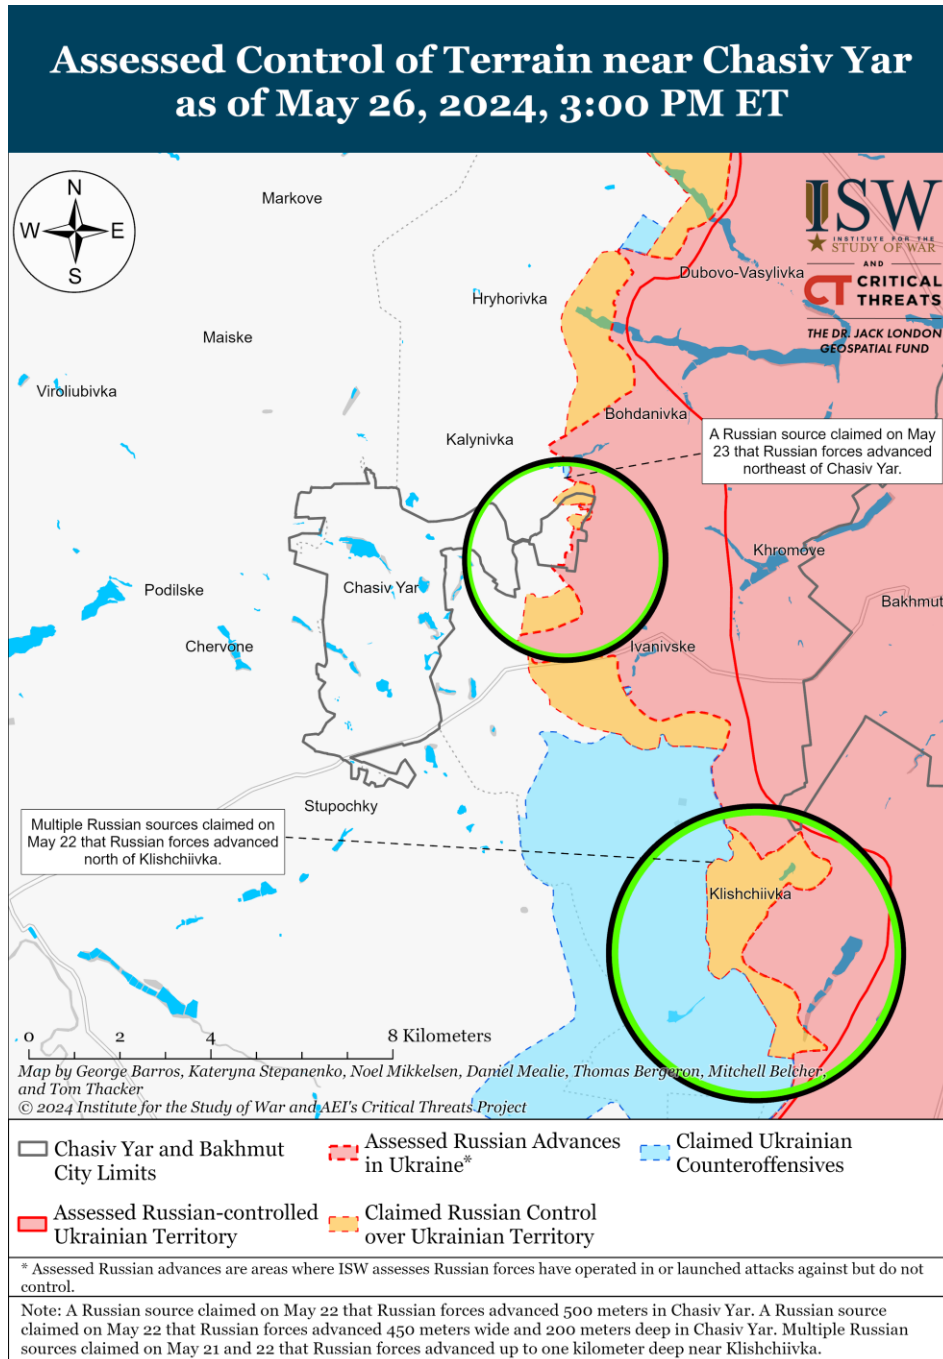 Assessed Control of Terrain near Chasiv Yar
as of May 26, 2024, 3:00 PM ET
N
W
E
S
Markove
ISW
INSTITUTE FOR THE
STUDY OF WAR
AND
CT CRITICAL
THREATS
THE DR. JACK LONDON
GEOSPATIAL FUND
Dubovo-Vasylivka
Hryhorivka
Maiske
Viroliubivka
Bohdanivka
Kalynivka
A Russian source claimed on May
23 that Russian forces advanced
northeast of Chasiv Yar.
Khromove
Podilske
Chasiv Yar
Bakhmut
Chervone
Ivanivske
Stupochky
Multiple Russian sources claimed on
May 22 that Russian forces advanced
north of Klishchiivka.
Klishchiivka
0 2 4 8 Kilometers
Map by George Barros, Kateryna Stepanenko, Noel Mikkelsen, Daniel Mealie, Thomas Bergeron, Mitchell Belcher,
and Tom Thacker
© 2024 Institute for the Study of War and AEI's Critical Threats Project
Chasiv Yar and Bakhmut
City Limits
Assessed Russian Advances
in Ukraine*
Claimed Ukrainian
Counteroffensives
Assessed Russian-controlled
Ukrainian Territory
Claimed Russian Control
over Ukrainian Territory
* Assessed Russian advances are areas where ISW assesses Russian forces have operated in or launched attacks against but do not
control.
Note: A Russian source claimed on May 22 that Russian forces advanced 500 meters in Chasiv Yar. A Russian source
claimed on May 22 that Russian forces advanced 450 meters wide and 200 meters deep in Chasiv Yar. Multiple Russian
sources claimed on May 21 and 22 that Russian forces advanced up to one kilometer deep near Klishchiivka.